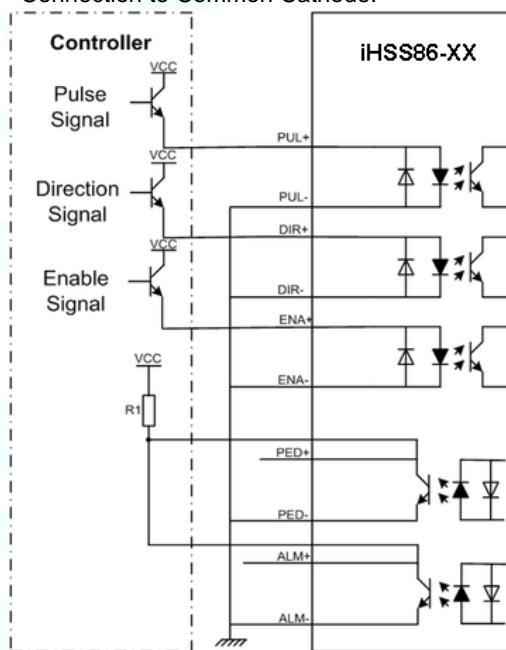 Connection to Common Cathode:
Controller
iHSS86-XX
VCC
Pulse
Signal
PUL+
VCC
Direction
Signal
PUL-
DIR+
VCC
Enable
Signal
DIR-
ENA+
VCC
ENA-
R1
PED+
PED-
ALM+
ALM-